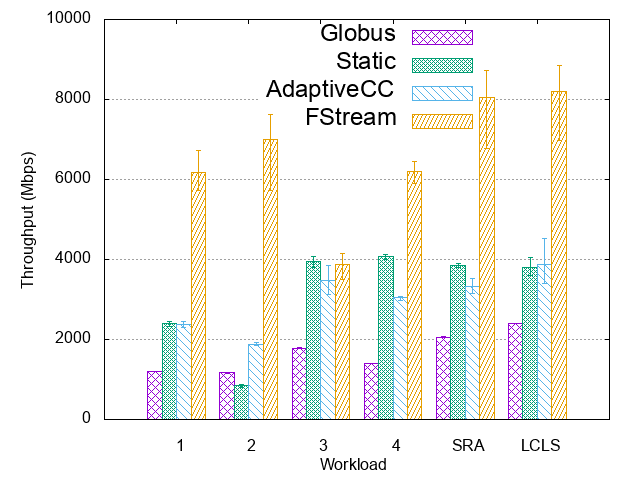 10000
8000
6000
4000
2000
0
Throughput (Mbps)
Globus
Static
AdaptiveCC
FStream
1 2 3 4 SRA LCLS
Workload